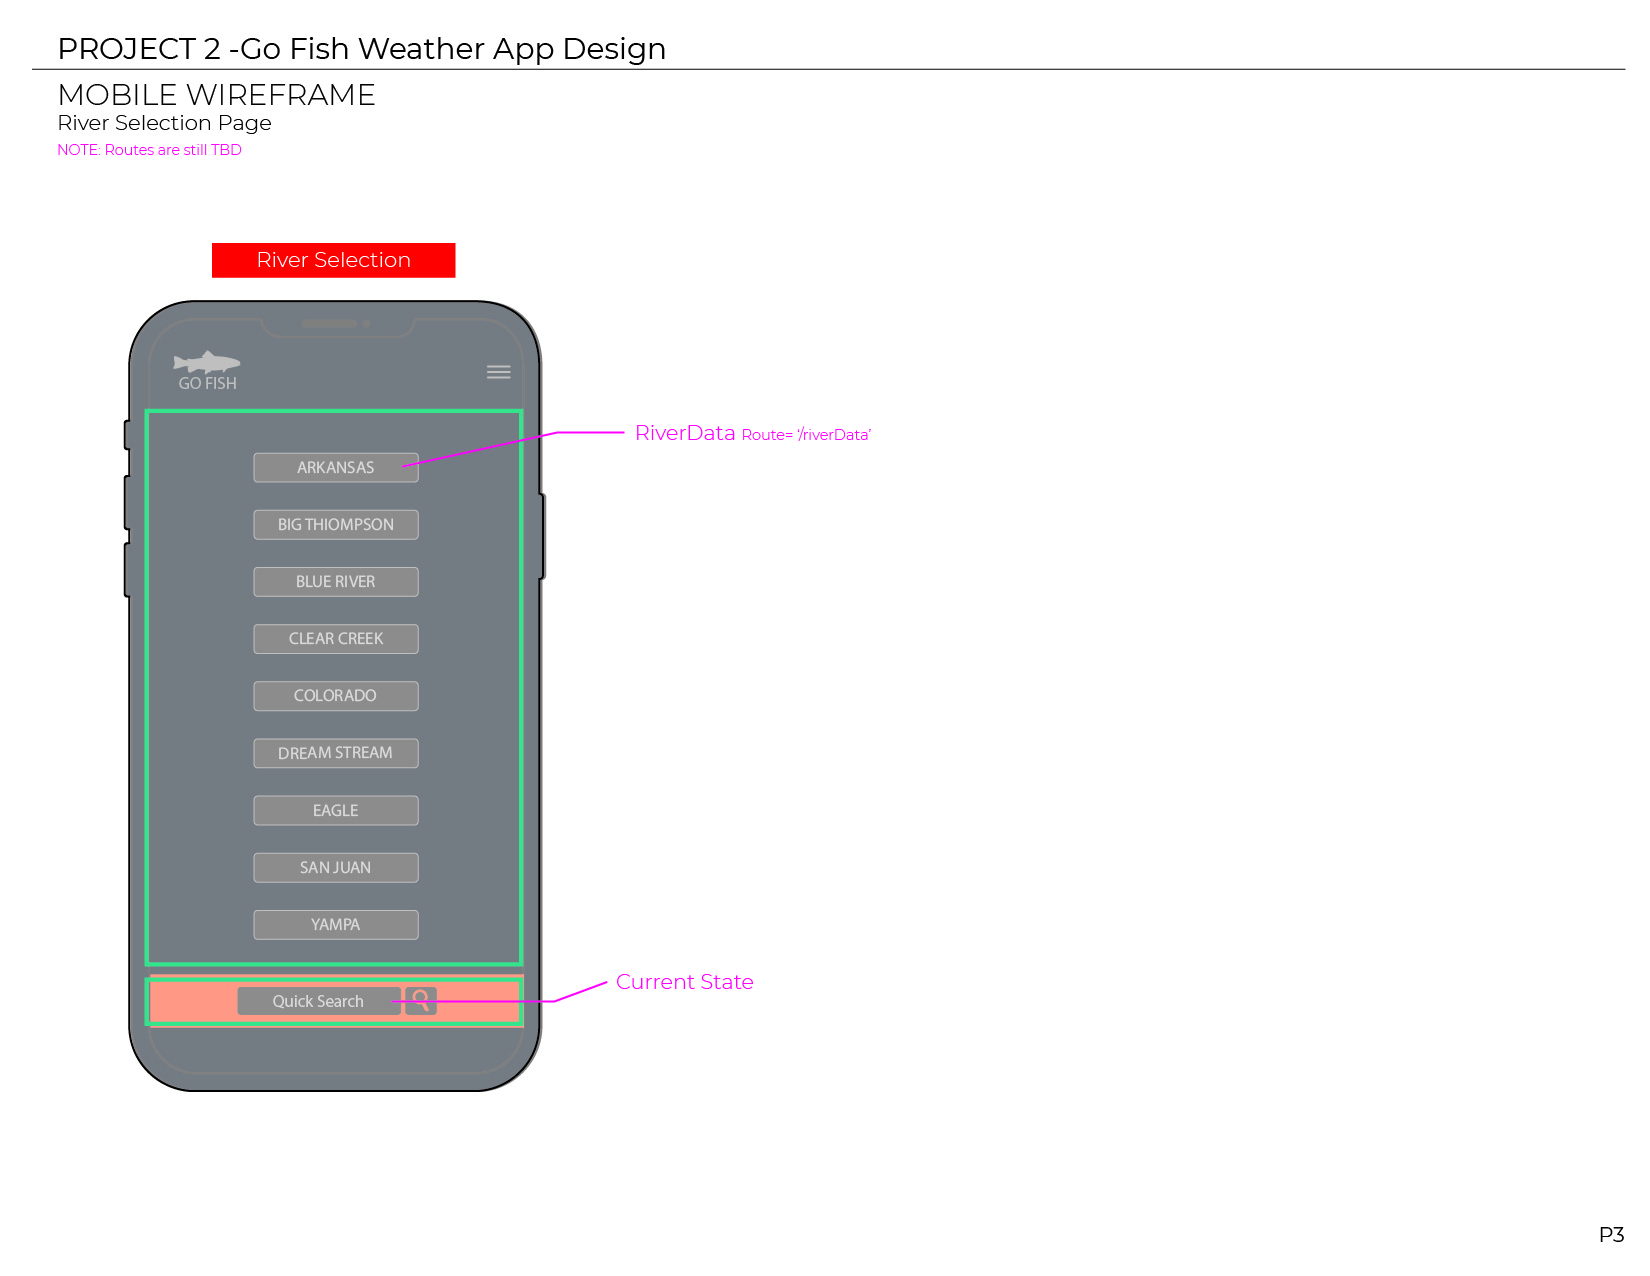 PROJECT 2 -Go Fish Weather App Design
MOBILE WIREFRAME
River Selection Page
NOTE: Routes are still TBD
River Selection
GO FISH
RiverData Route= ‘/riverData’
ARKANSAS
BIG THIOMPSON
BLUE RIVER
CLEAR CREEK
COLORADO
DREAM STREAM
EAGLE
SAN JUAN
YAMPA
Current State
Quick Search
P3